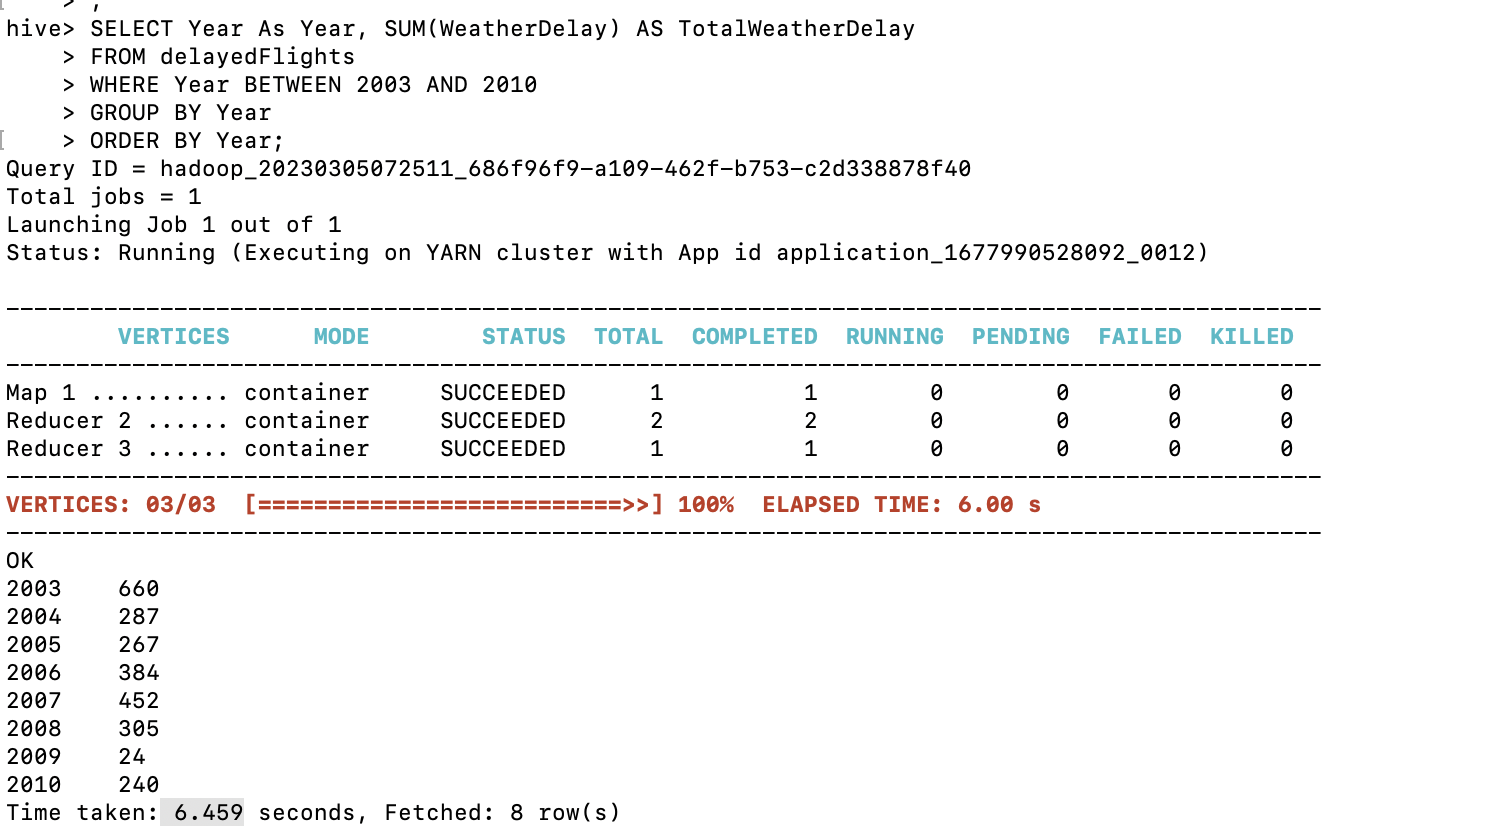 > ,
hive> SELECT Year As Year, SUM(WeatherDelay) AS TotalWeatherDelay
> FROM delayedFlights
> WHERE Year BETWEEN 2003 AND 2010
> GROUP BY Year
> ORDER BY Year;
Query ID = hadoop_20230305072511_686f96f9-a109-462f-b753-c2d338878f40
Total jobs = 1
Launching Job 1 out of 1
Status: Running (Executing on YARN cluster with App id application_1677990528092_0012)
----------------------------------------------------------------------------------------------
VERTICES MODE STATUS TOTAL COMPLETED RUNNING PENDING FAILED KILLED
----------------------------------------------------------------------------------------------
Map 1 .......... container SUCCEEDED 1 1 0 0 0 0
Reducer 2 ...... container SUCCEEDED 2 2 0 0 0 0
Reducer 3 ...... container SUCCEEDED 1 1 0 0 0 0
----------------------------------------------------------------------------------------------
VERTICES: 03/03 [==========================>>] 100% ELAPSED TIME: 6.00 s
----------------------------------------------------------------------------------------------
OK
2003 660
2004 287
2005 267
2006 384
2007 452
2008 305
2009 24
2010 240
Time taken: 6.459 seconds, Fetched: 8 row(s)